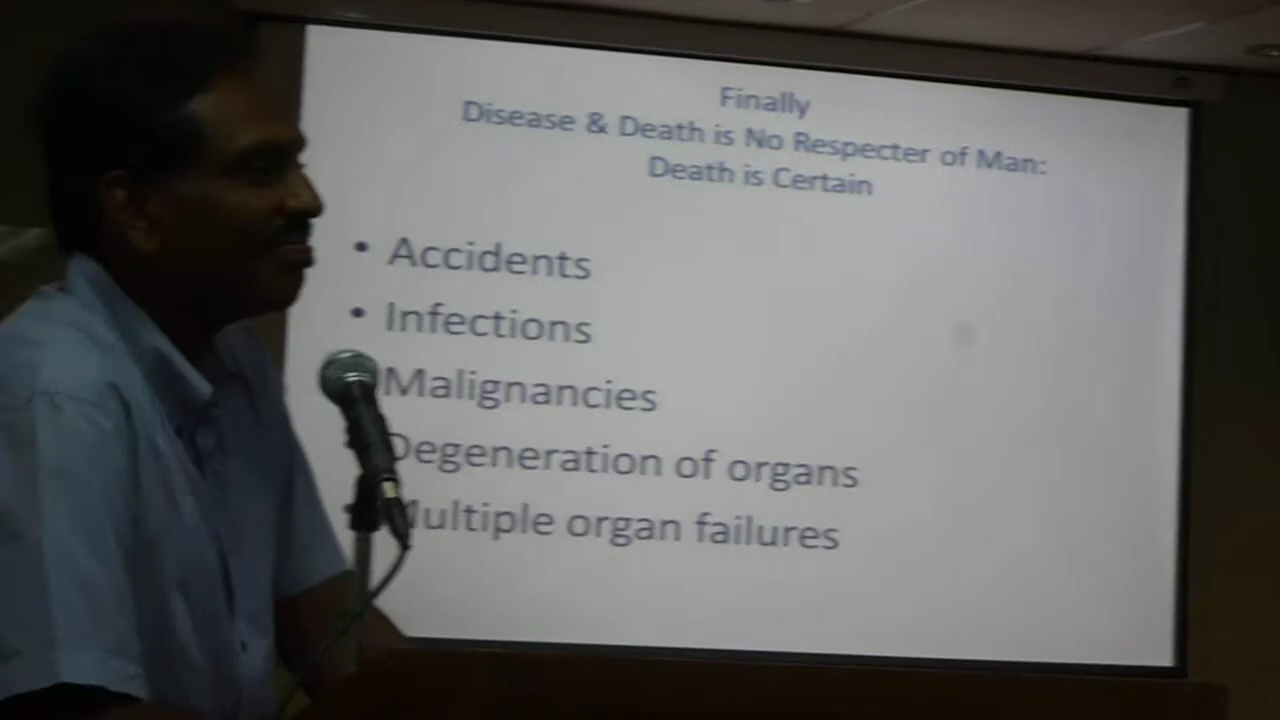 Finally
Disease & Death is No Respecter of Man:
Death is Certain
• Accidents
• Infections
Malignancies
Degeneration of organs
Multiple organ failures